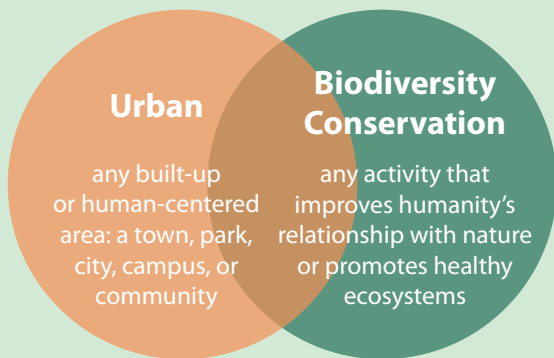 Urban
any built-up
or human-centered
area: a town, park,
city, campus, or
community
Biodiversity
Conservation
any activity that
improves humanity’s
relationship with nature
or promotes healthy
ecosystems